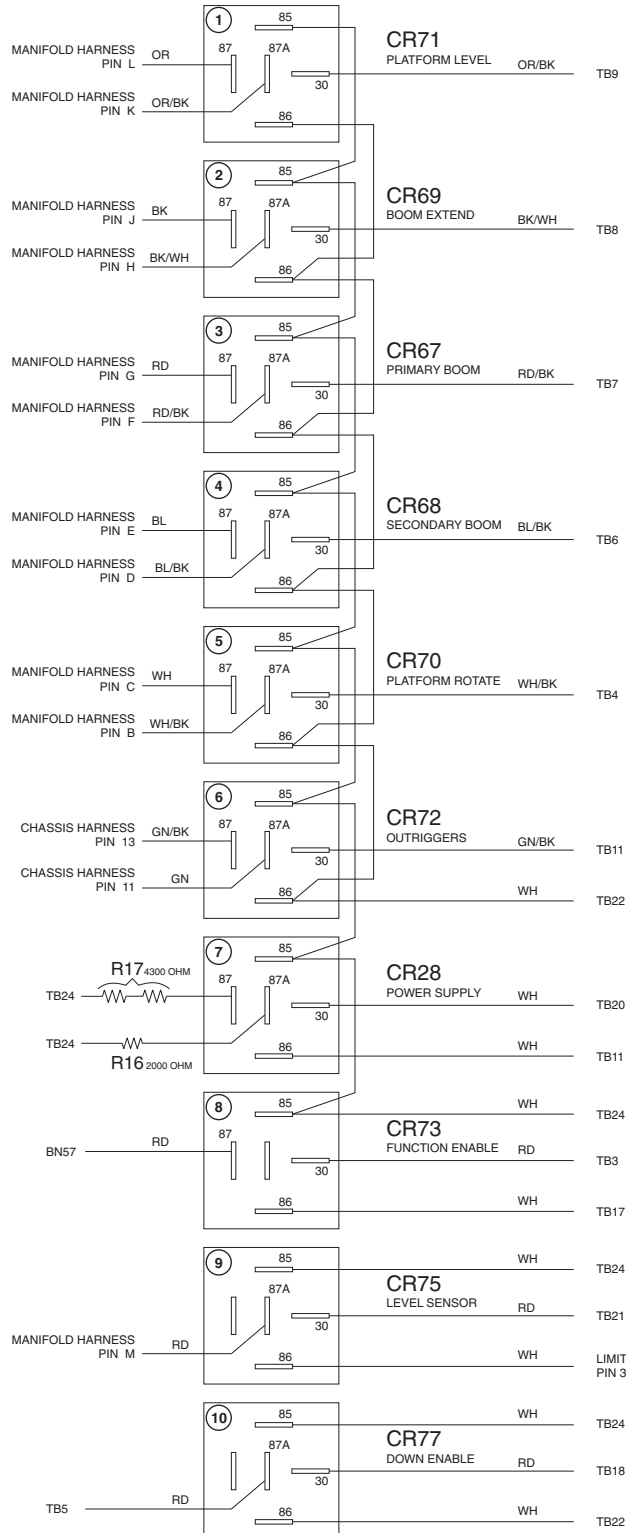 1
85
87
87A
30
86
CR71
PLATFORM LEVEL
MANIFOLD HARNESS
PIN L
OR
MANIFOLD HARNESS
PIN K
OR/BK
OR/BK
TB9
2
85
87
87A
30
86
CR69
BOOM EXTEND
MANIFOLD HARNESS
PIN J
BK
MANIFOLD HARNESS
PIN H
BK/WH
BK/WH
TB8
3
85
87
87A
30
86
CR67
PRIMARY BOOM
MANIFOLD HARNESS
PIN G
RD
MANIFOLD HARNESS
PIN F
RD/BK
RD/BK
TB7
4
85
87
87A
30
86
CR68
SECONDARY BOOM
MANIFOLD HARNESS
PIN E
BL
MANIFOLD HARNESS
PIN D
BL/BK
BL/BK
TB6
5
85
87
87A
30
86
CR70
PLATFORM ROTATE
MANIFOLD HARNESS
PIN C
WH
MANIFOLD HARNESS
PIN B
WH/BK
WH/BK
TB4
6
85
87
87A
30
86
CR72
OUTRIGGERS
CHASSIS HARNESS
PIN 13
GN/BK
CHASSIS HARNESS
PIN 11
GN
GN/BK
TB11
WH
TB22
7
85
87
87A
30
86
CR28
POWER SUPPLY
R17 4300 OHM
TB24
TB24
R16 2000 OHM
WH
TB20
WH
TB11
8
85
87
30
86
CR73
FUNCTION ENABLE
BN57
RD
WH
TB24
RD
TB3
WH
TB17
9
85
87A
30
86
CR75
LEVEL SENSOR
MANIFOLD HARNESS
PIN M
RD
WH
TB24
RD
TB21
WH
LIMIT
PIN 3
10
85
87A
30
86
CR77
DOWN ENABLE
TB5
RD
WH
TB24
RD
TB18
WH
TB22